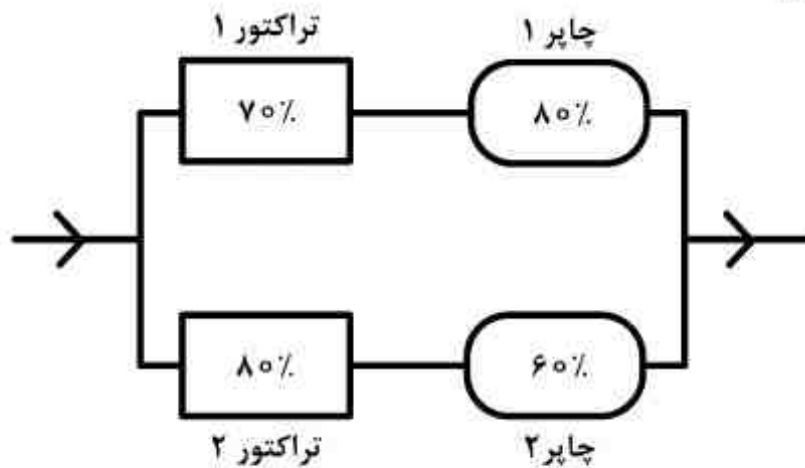 تراکتور ۱
چاپر ۱
۷۰٪
۸۰٪
۸۰٪
۶۰٪
تراکتور ۲
چاپر۲